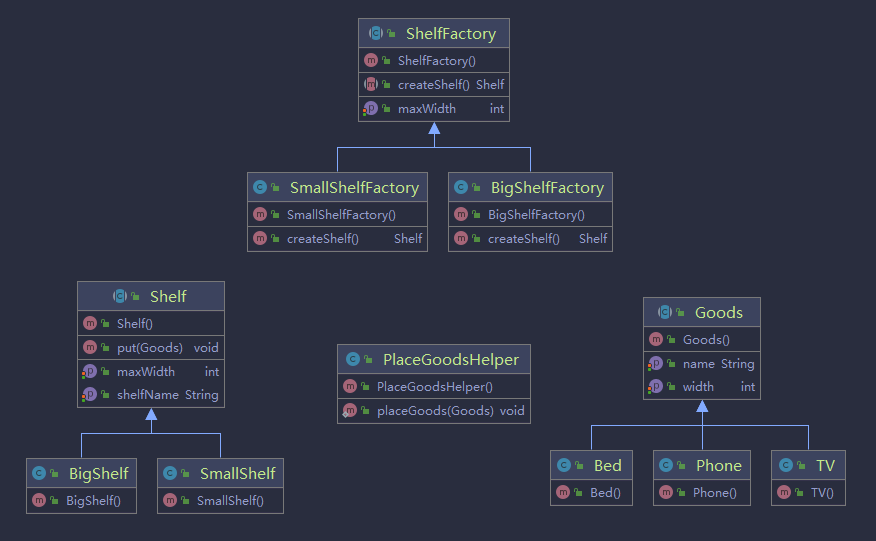 ShelfFactory
ShelfFactory()
createShelf() Shelf
maxWidth int
SmallShelfFactory
SmallShelfFactory()
createShelf() Shelf
BigShelfFactory
BigShelfFactory()
createShelf() Shelf
Shelf
Shelf()
put(Goods) void
maxWidth int
shelfName String
PlaceGoodsHelper
PlaceGoodsHelper()
placeGoods(Goods) void
Goods
Goods()
name String
width int
BigShelf
BigShelf()
SmallShelf
SmallShelf()
Bed
Bed()
Phone
Phone()
TV
TV()